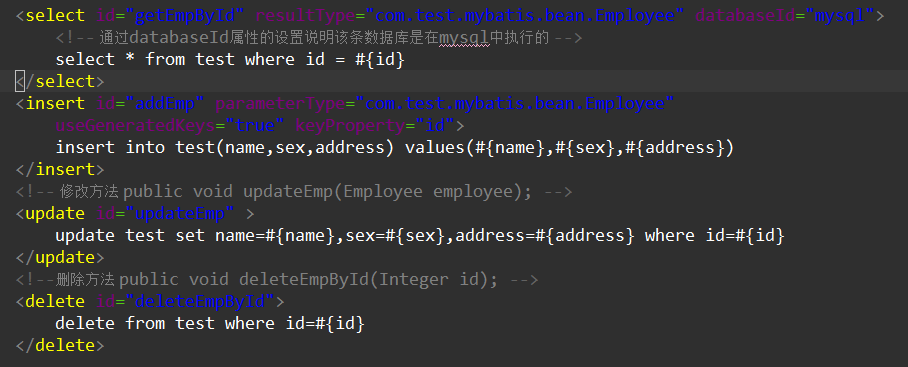 <select id="getEmpById" resultType="com.test.mybatis.bean.Employee" databaseId="mysql">
<!-- 通过databaseId属性的设置说明该条数据库是在mysql中执行的 -->
select * from test where id = #{id}
</select>
<insert id="addEmp" parameterType="com.test.mybatis.bean.Employee"
useGeneratedKeys="true" keyProperty="id">
insert into test(name,sex,address) values(#{name},#{sex},#{address})
</insert>
<!-- 修改方法 public void updateEmp(Employee employee); -->
<update id="updateEmp" >
update test set name=#{name},sex=#{sex},address=#{address} where id=#{id}
</update>
<!--删除方法 public void deleteEmpById(Integer id); -->
<delete id="deleteEmpById">
delete from test where id=#{id}
</delete>